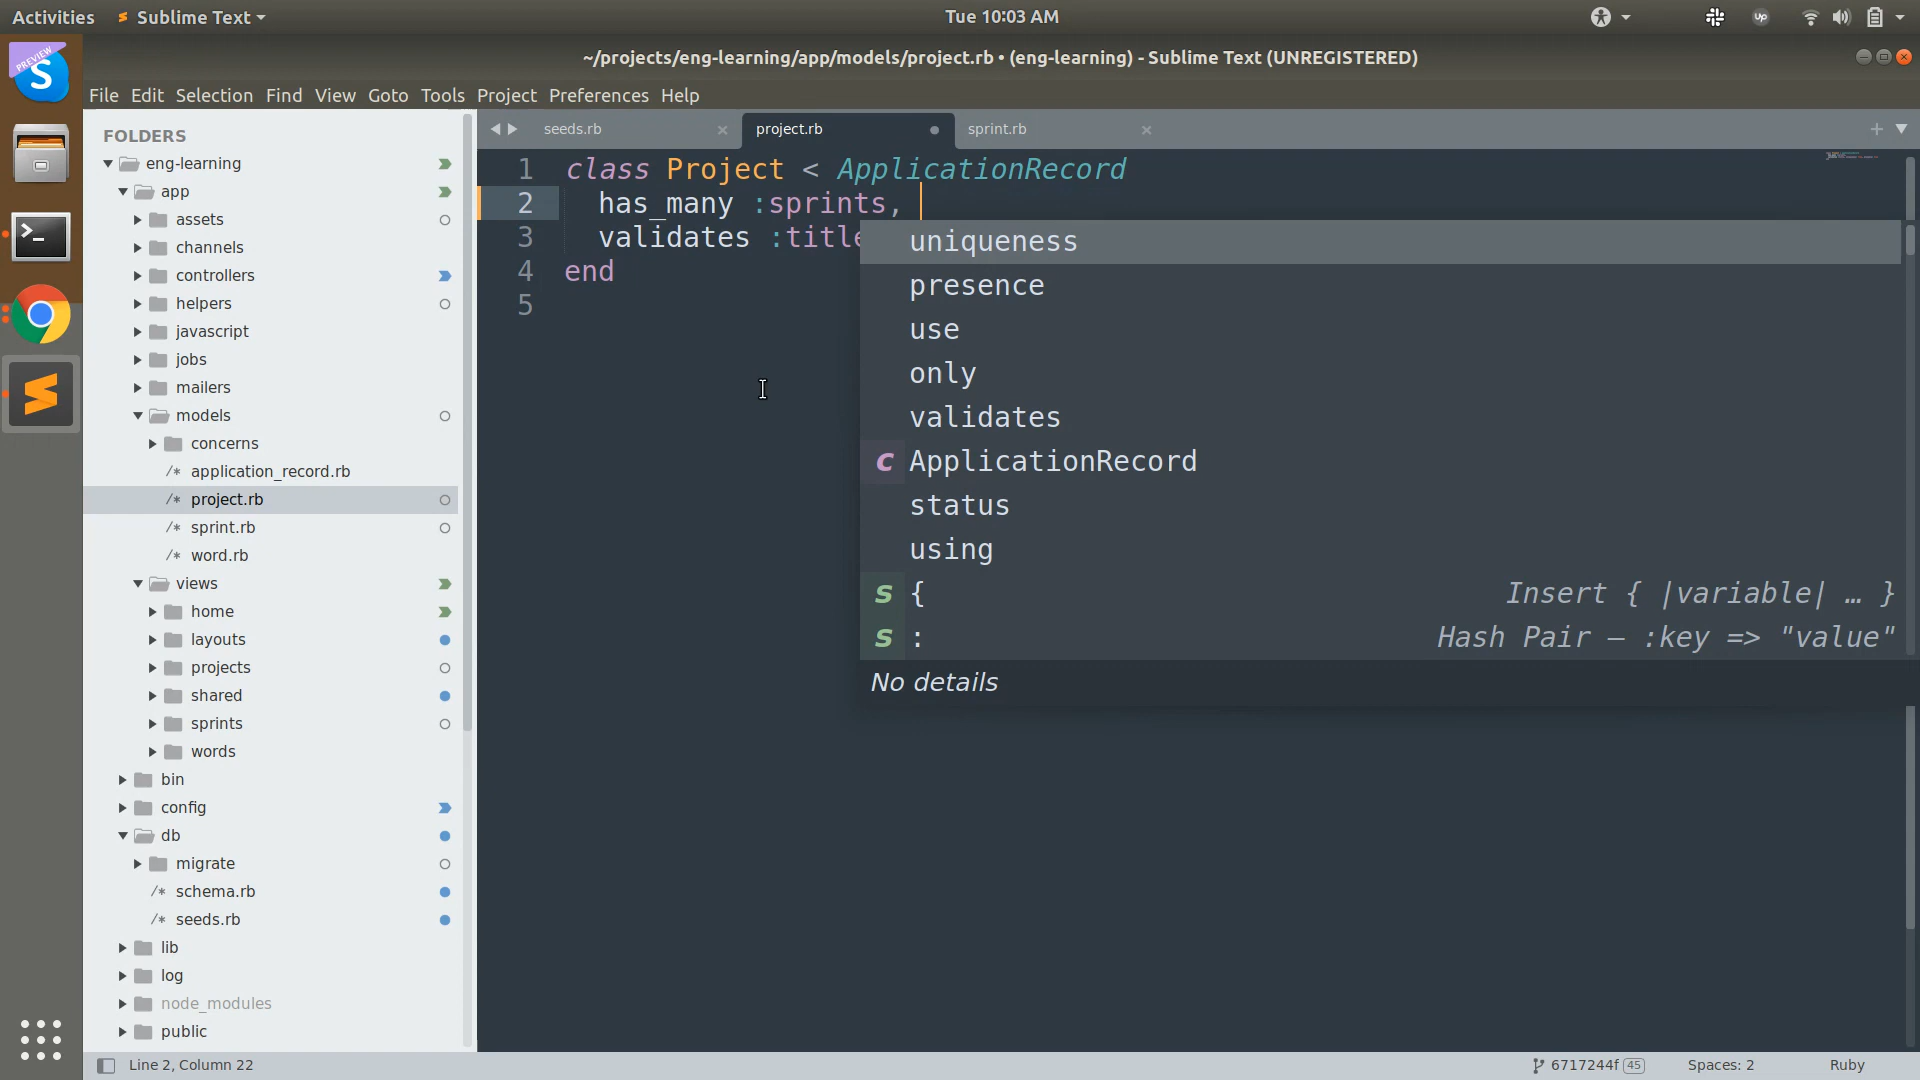 Activities
Sublime Text
Tue 10:03 AM
Up
PREVIEW
S
~/projects/eng-learning/app/models/project.rb • (eng-learning) - Sublime Text (UNREGISTERED)
File Edit Selection Find View Goto Tools Project Preferences Help
FOLDERS
eng-learning
app
assets
channels
controllers
helpers
javascript
jobs
mailers
models
concerns
/* application_record.rb
/* project.rb
/* sprint.rb
/* word.rb
views
home
layouts
projects
shared
sprints
words
bin
config
db
migrate
/* schema.rb
/* seeds.rb
lib
log
node_modules
public
seeds.rb
project.rb
sprint.rb
1 class Project < ApplicationRecord
2 has_many :sprints,
3 validates :title
4 end
5
uniqueness
presence
use
only
validates
c ApplicationRecord
status
using
s { Insert { |variable| … }
s : Hash Pair — :key => "value"
No details
Line 2, Column 22
6717244f 45
Spaces: 2
Ruby